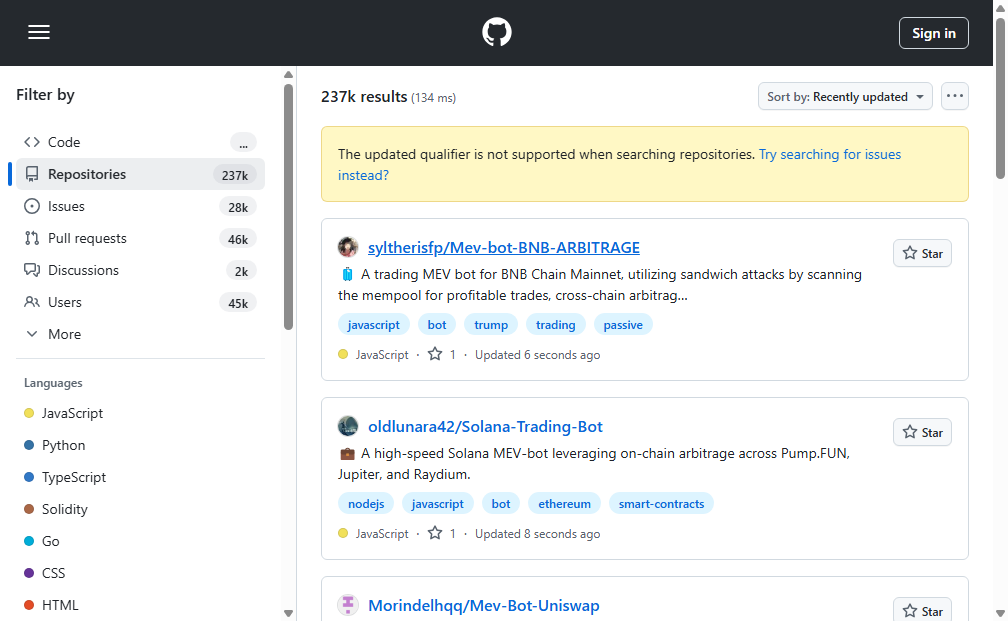 Sign in
Filter by
Code
...
Repositories
237k
Issues
28k
Pull requests
46k
Discussions
2k
Users
45k
More
Languages
JavaScript
Python
TypeScript
Solidity
Go
CSS
HTML
237k results (134 ms)
Sort by: Recently updated
The updated qualifier is not supported when searching repositories. Try searching for issues
instead?
syltherisfp/Mev-bot-BNB-ARBITRAGE
Star
A trading MEV bot for BNB Chain Mainnet, utilizing sandwich attacks by scanning
the mempool for profitable trades, cross-chain arbitrag...
javascript bot trump trading passive
JavaScript · 1 · Updated 6 seconds ago
oldlunara42/Solana-Trading-Bot
Star
A high-speed Solana MEV-bot leveraging on-chain arbitrage across Pump.FUN,
Jupiter, and Raydium.
nodejs javascript bot ethereum smart-contracts
JavaScript · 1 · Updated 8 seconds ago
Morindelhqq/Mev-Bot-Uniswap
Star